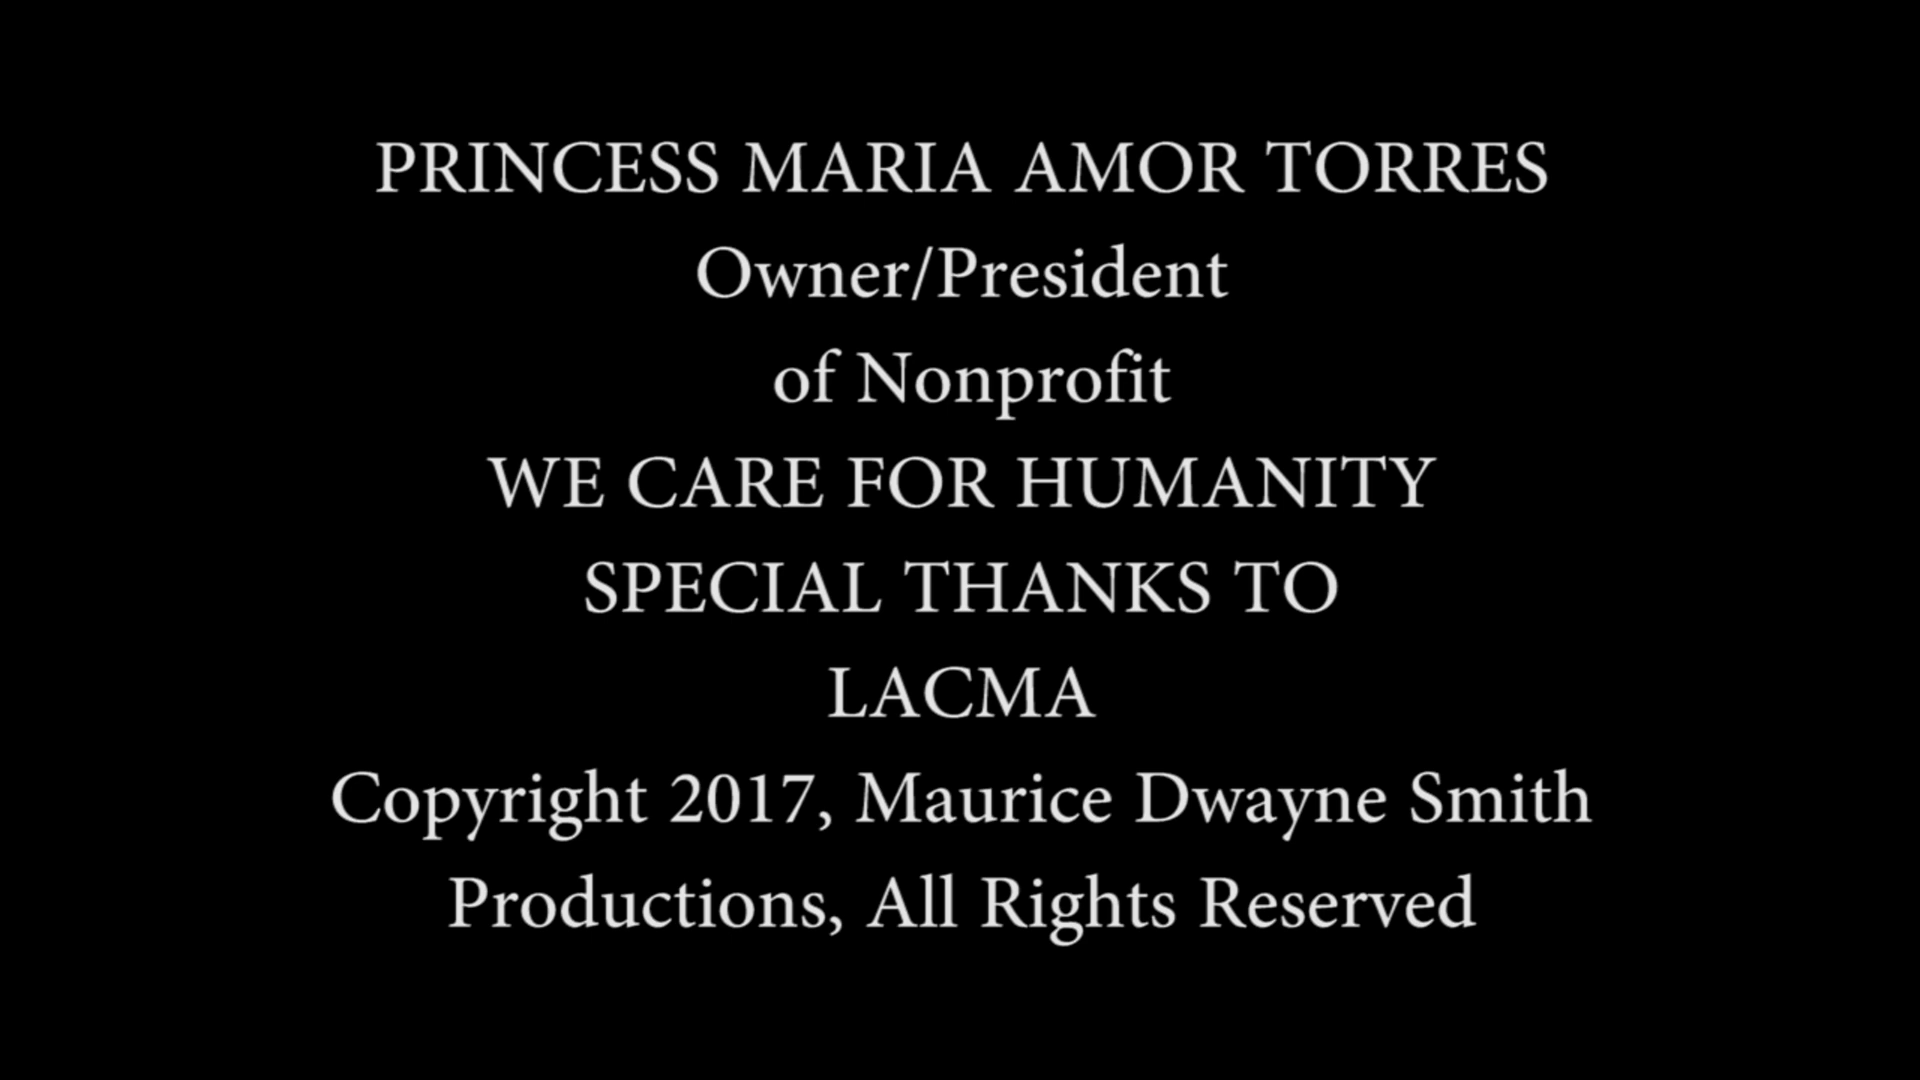 PRINCESS MARIA AMOR TORRES
Owner/President
of Nonprofit
WE CARE FOR HUMANITY
SPECIAL THANKS TO
LACMA
Copyright 2017, Maurice Dwayne Smith
Productions, All Rights Reserved